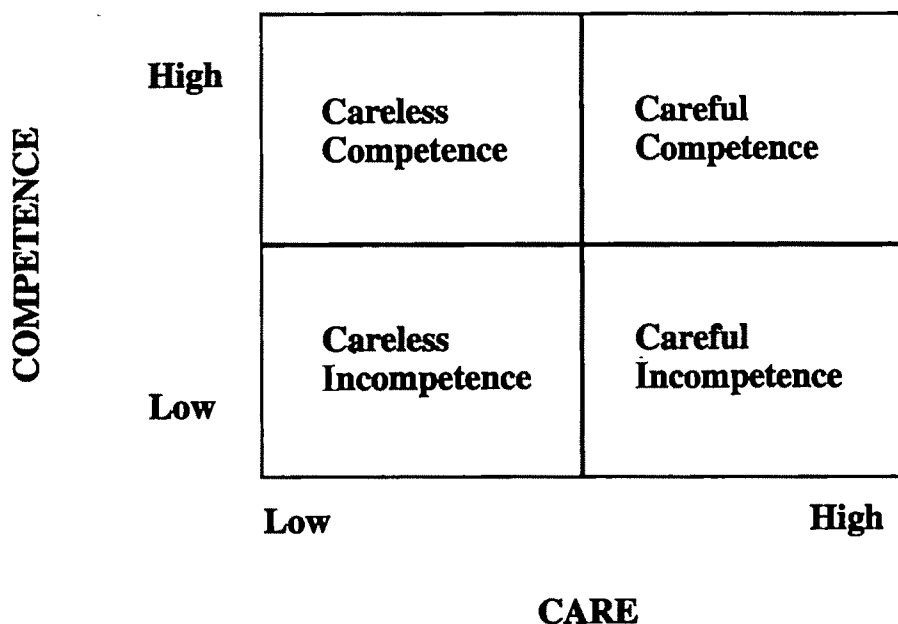 COMPETENCE
High
Careless
Competence
Careful
Competence
Careless
Incompetence
Careful
Incompetence
Low
Low
High
CARE